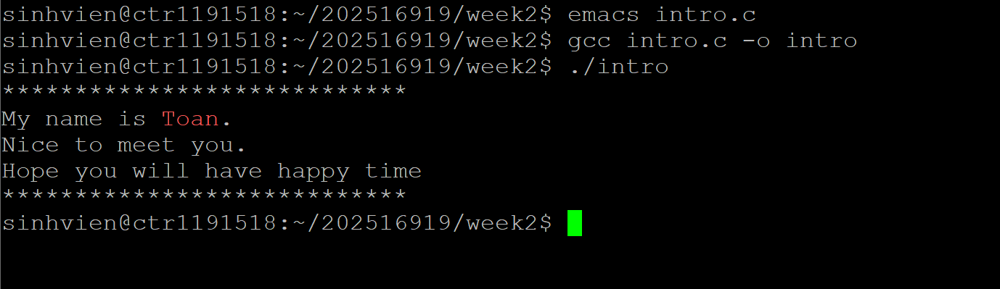 sinhvien@ctr1191518:~/202516919/week2$ emacs intro.c
sinhvien@ctr1191518:~/202516919/week2$ gcc intro.c -o intro
sinhvien@ctr1191518:~/202516919/week2$ ./intro
****************************
My name is Toan.
Nice to meet you.
Hope you will have happy time
****************************
sinhvien@ctr1191518:~/202516919/week2$